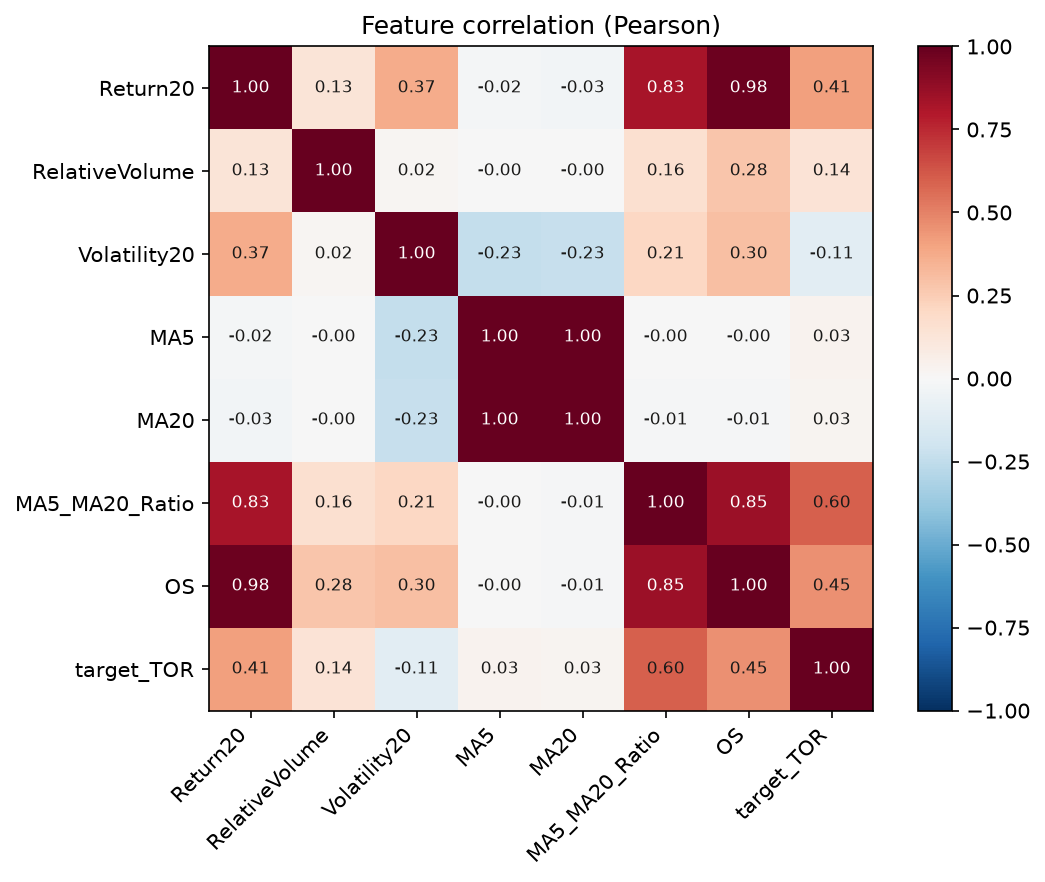 Feature correlation (Pearson)
Return20 1.00 0.13 0.37 -0.02 -0.03 0.83 0.98 0.41
RelativeVolume 0.13 1.00 0.02 -0.00 -0.00 0.16 0.28 0.14
Volatility20 0.37 0.02 1.00 -0.23 -0.23 0.21 0.30 -0.11
MA5 -0.02 -0.00 -0.23 1.00 1.00 -0.00 -0.00 0.03
MA20 -0.03 -0.00 -0.23 1.00 1.00 -0.01 -0.01 0.03
MA5_MA20_Ratio 0.83 0.16 0.21 -0.00 -0.01 1.00 0.85 0.60
OS 0.98 0.28 0.30 -0.00 -0.01 0.85 1.00 0.45
target_TOR 0.41 0.14 -0.11 0.03 0.03 0.60 0.45 1.00
Return20
RelativeVolume
Volatility20
MA5
MA20
MA5_MA20_Ratio
OS
target_TOR
1.00
0.75
0.50
0.25
0.00
−0.25
−0.50
−0.75
−1.00